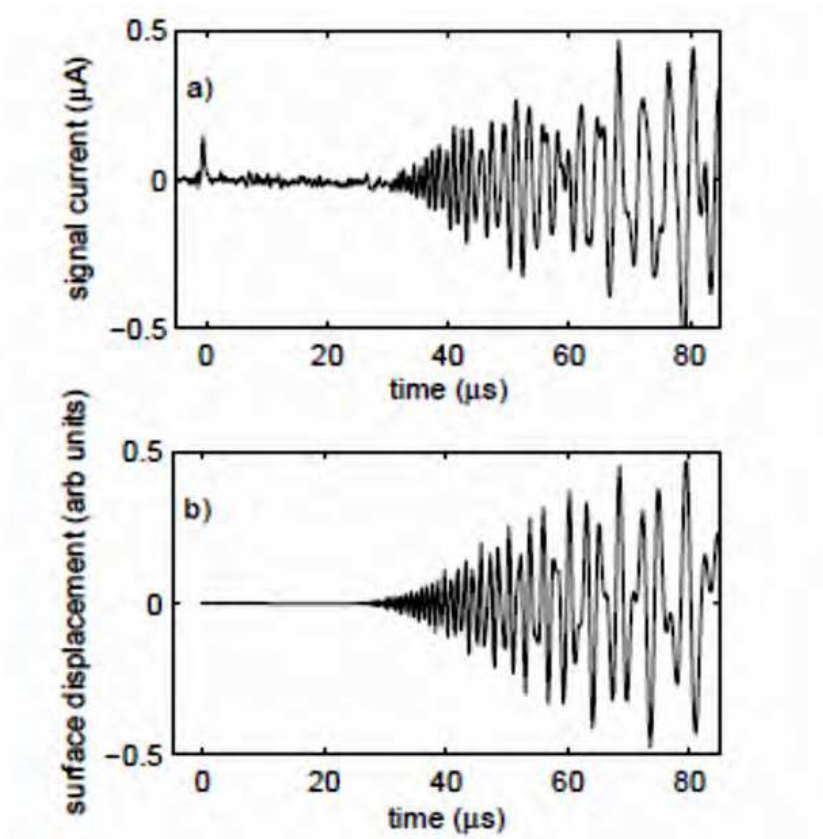 0.5
a)
signal current (μA)
0
−0.5
0 20 40 60 80
time (μs)
0.5
b)
surface displacement (arb units)
0
−0.5
0 20 40 60 80
time (μs)